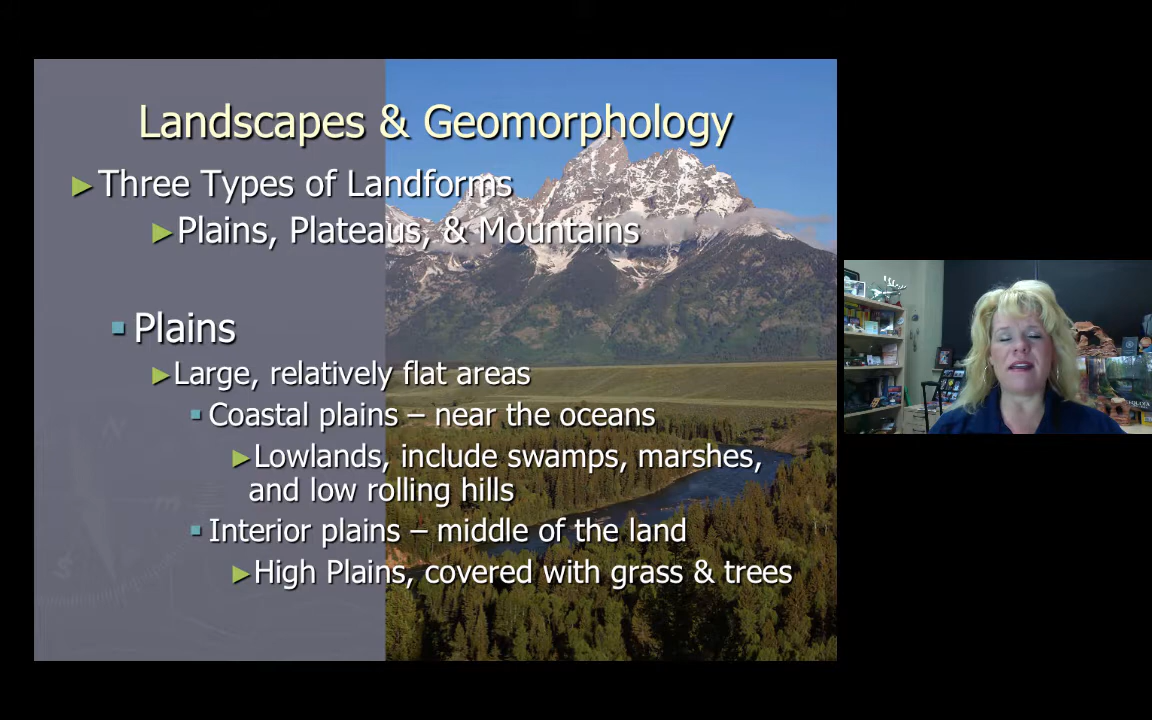 Landscapes & Geomorphology
►Three Types of Landforms
►Plains, Plateaus, & Mountains
▪Plains
►Large, relatively flat areas
▪Coastal plains – near the oceans
►Lowlands, include swamps, marshes,
and low rolling hills
▪Interior plains – middle of the land
►High Plains, covered with grass & trees